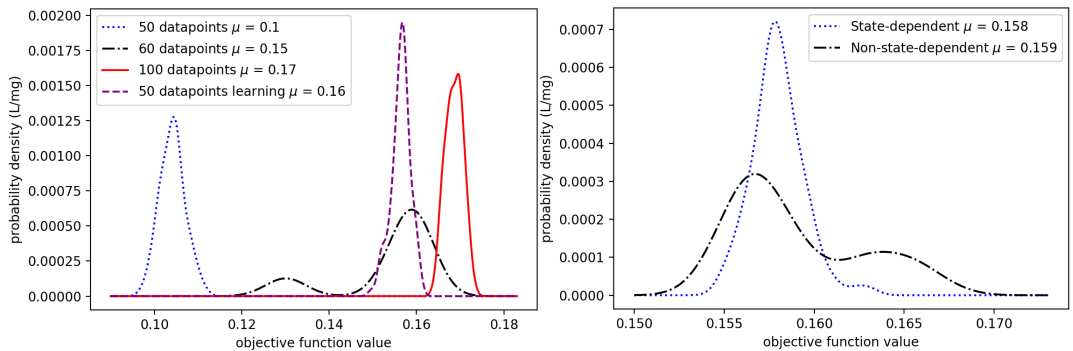 50 datapoints μ = 0.1
60 datapoints μ = 0.15
100 datapoints μ = 0.17
50 datapoints learning μ = 0.16
0.00200
0.00175
0.00150
0.00125
0.00100
0.00075
0.00050
0.00025
0.00000
probability density (L/mg)
0.10 0.12 0.14 0.16 0.18
objective function value
State-dependent μ = 0.158
Non-state-dependent μ = 0.159
0.0007
0.0006
0.0005
0.0004
0.0003
0.0002
0.0001
0.0000
probability density (L/mg)
0.150 0.155 0.160 0.165 0.170
objective function value